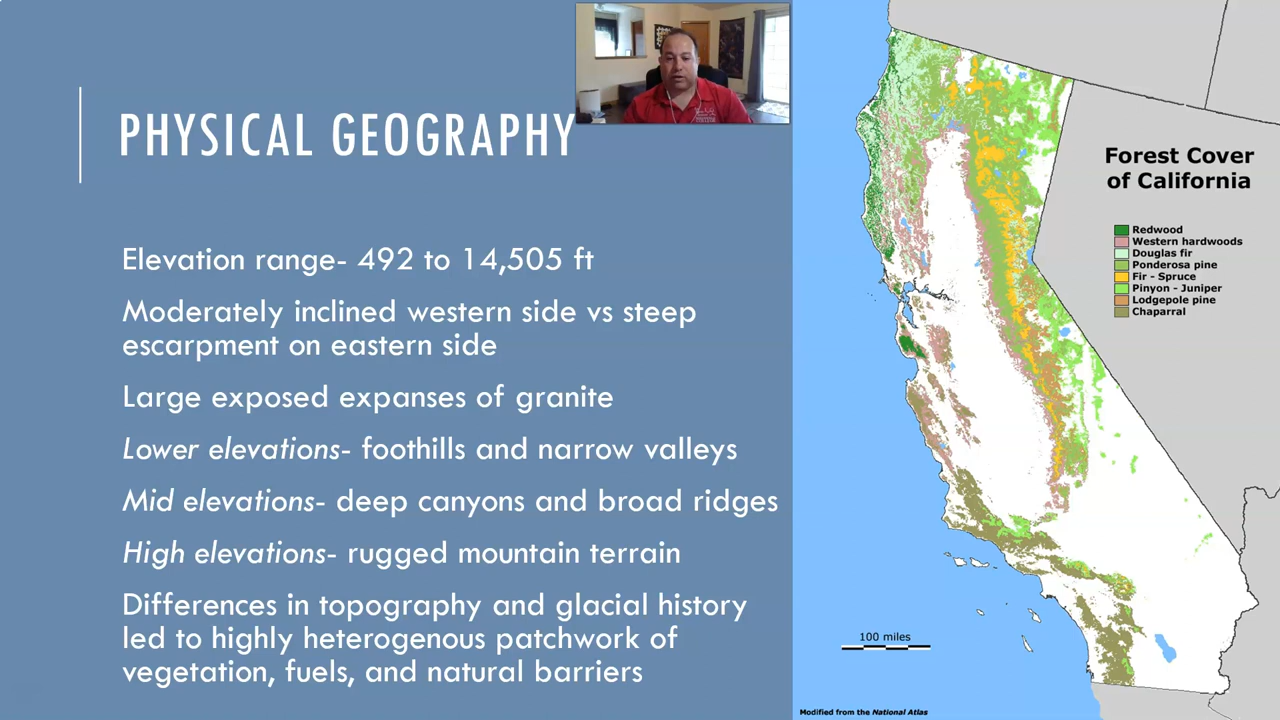 PHYSICAL GEOGRAPHY
Elevation range- 492 to 14,505 ft
Moderately inclined western side vs steep
escarpment on eastern side
Large exposed expanses of granite
Lower elevations- foothills and narrow valleys
Mid elevations- deep canyons and broad ridges
High elevations- rugged mountain terrain
Differences in topography and glacial history
led to highly heterogenous patchwork of
vegetation, fuels, and natural barriers
Forest Cover
of California
Redwood
Western hardwoods
Douglas fir
Ponderosa pine
Fir - Spruce
Pinyon - Juniper
Lodgepole pine
Chaparral
100 miles
Modified from the National Atlas